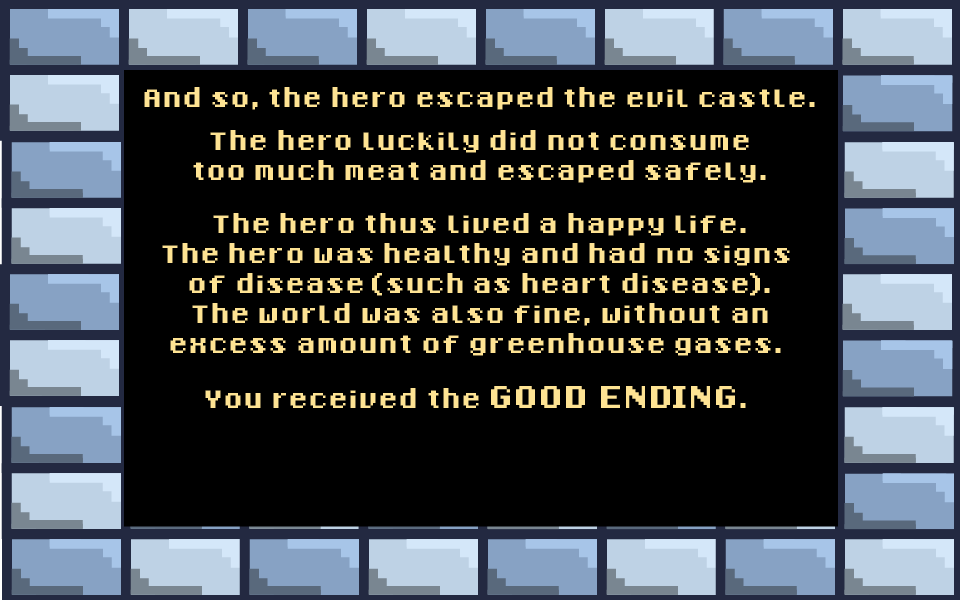 And so, the hero escaped the evil castle.
The hero luckily did not consume
too much meat and escaped safely.
The hero thus lived a happy life.
The hero was healthy and had no signs
of disease (such as heart disease).
The world was also fine, without an
excess amount of greenhouse gases.
You received the GOOD ENDING.